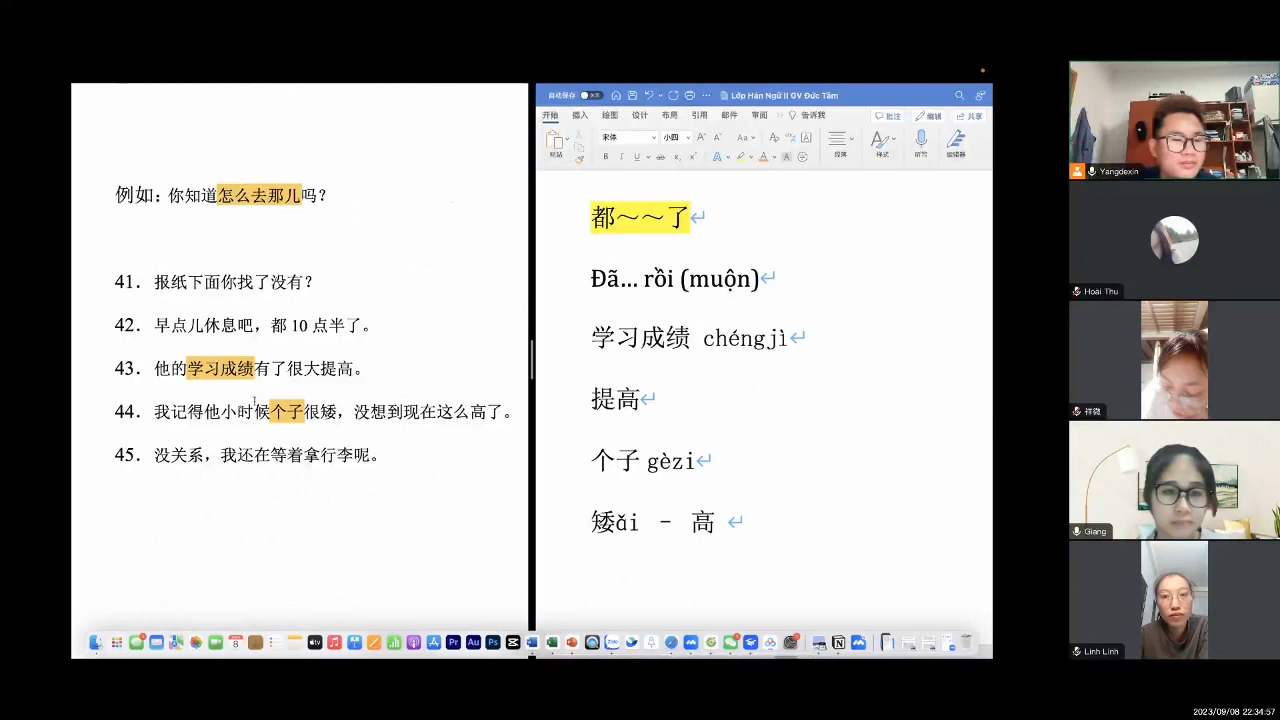 例如：你知道怎么去那儿吗？
41．报纸下面你找了没有？
42．早点儿休息吧，都 10 点半了。
43．他的学习成绩有了很大提高。
44．我记得他小时候个子很矮，没想到现在这么高了。
45．没关系，我还在等着拿行李呢。
自动保存 Lớp Hán Ngữ II GV Đức Tâm
开始 插入 绘图 设计 布局 引用 邮件 审阅 告诉我 批注 编辑 共享
粘贴 宋体 小四 段落 样式 听写 编辑器
都～～了
Đã... rồi (muộn)
学习成绩 chéngjì
提高
个子 gèzi
矮ǎi - 高
Yangdexin
Hoài Thu
祥微
Giang
Linh Linh
2023/09/08 22:34:57